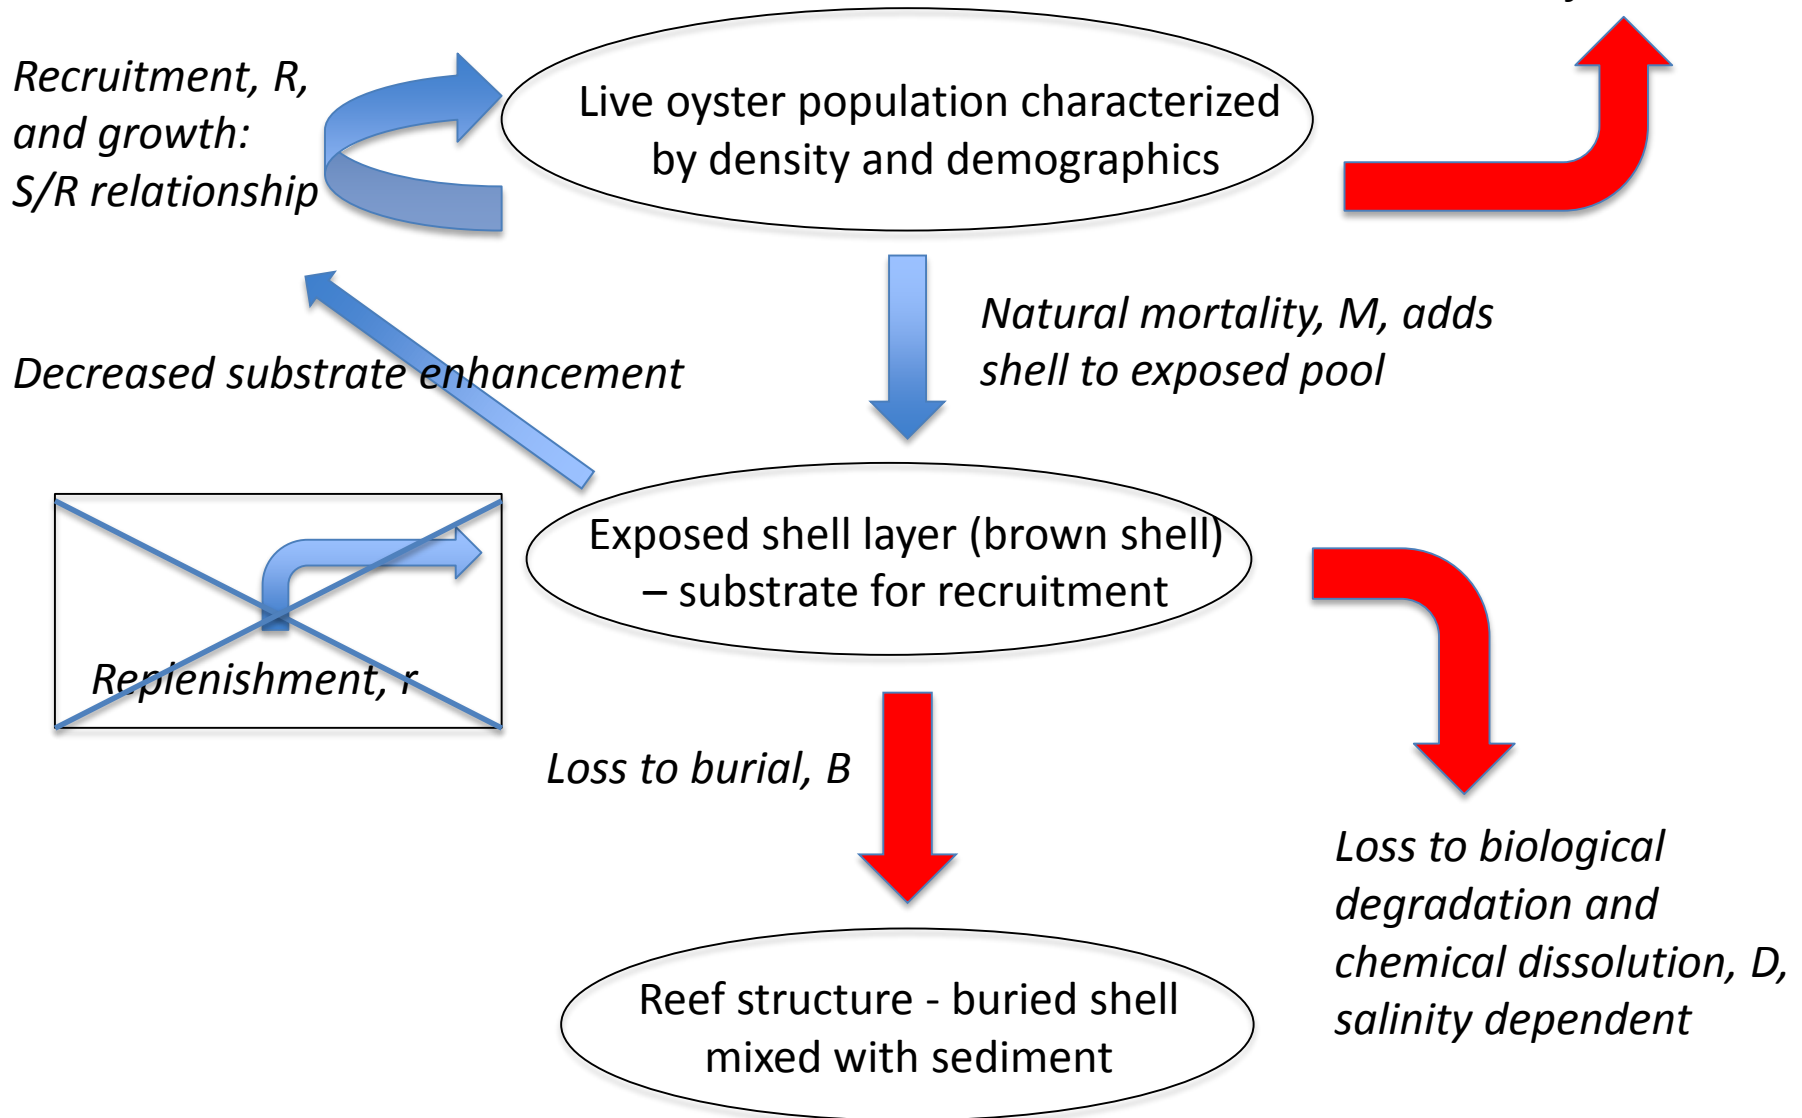 Recruitment, R,
and growth:
S/R relationship
Live oyster population characterized
by density and demographics
Natural mortality, M, adds
shell to exposed pool
Decreased substrate enhancement
Exposed shell layer (brown shell)
– substrate for recruitment
Replenishment, r
Loss to burial, B
Loss to biological
degradation and
chemical dissolution, D,
salinity dependent
Reef structure - buried shell
mixed with sediment